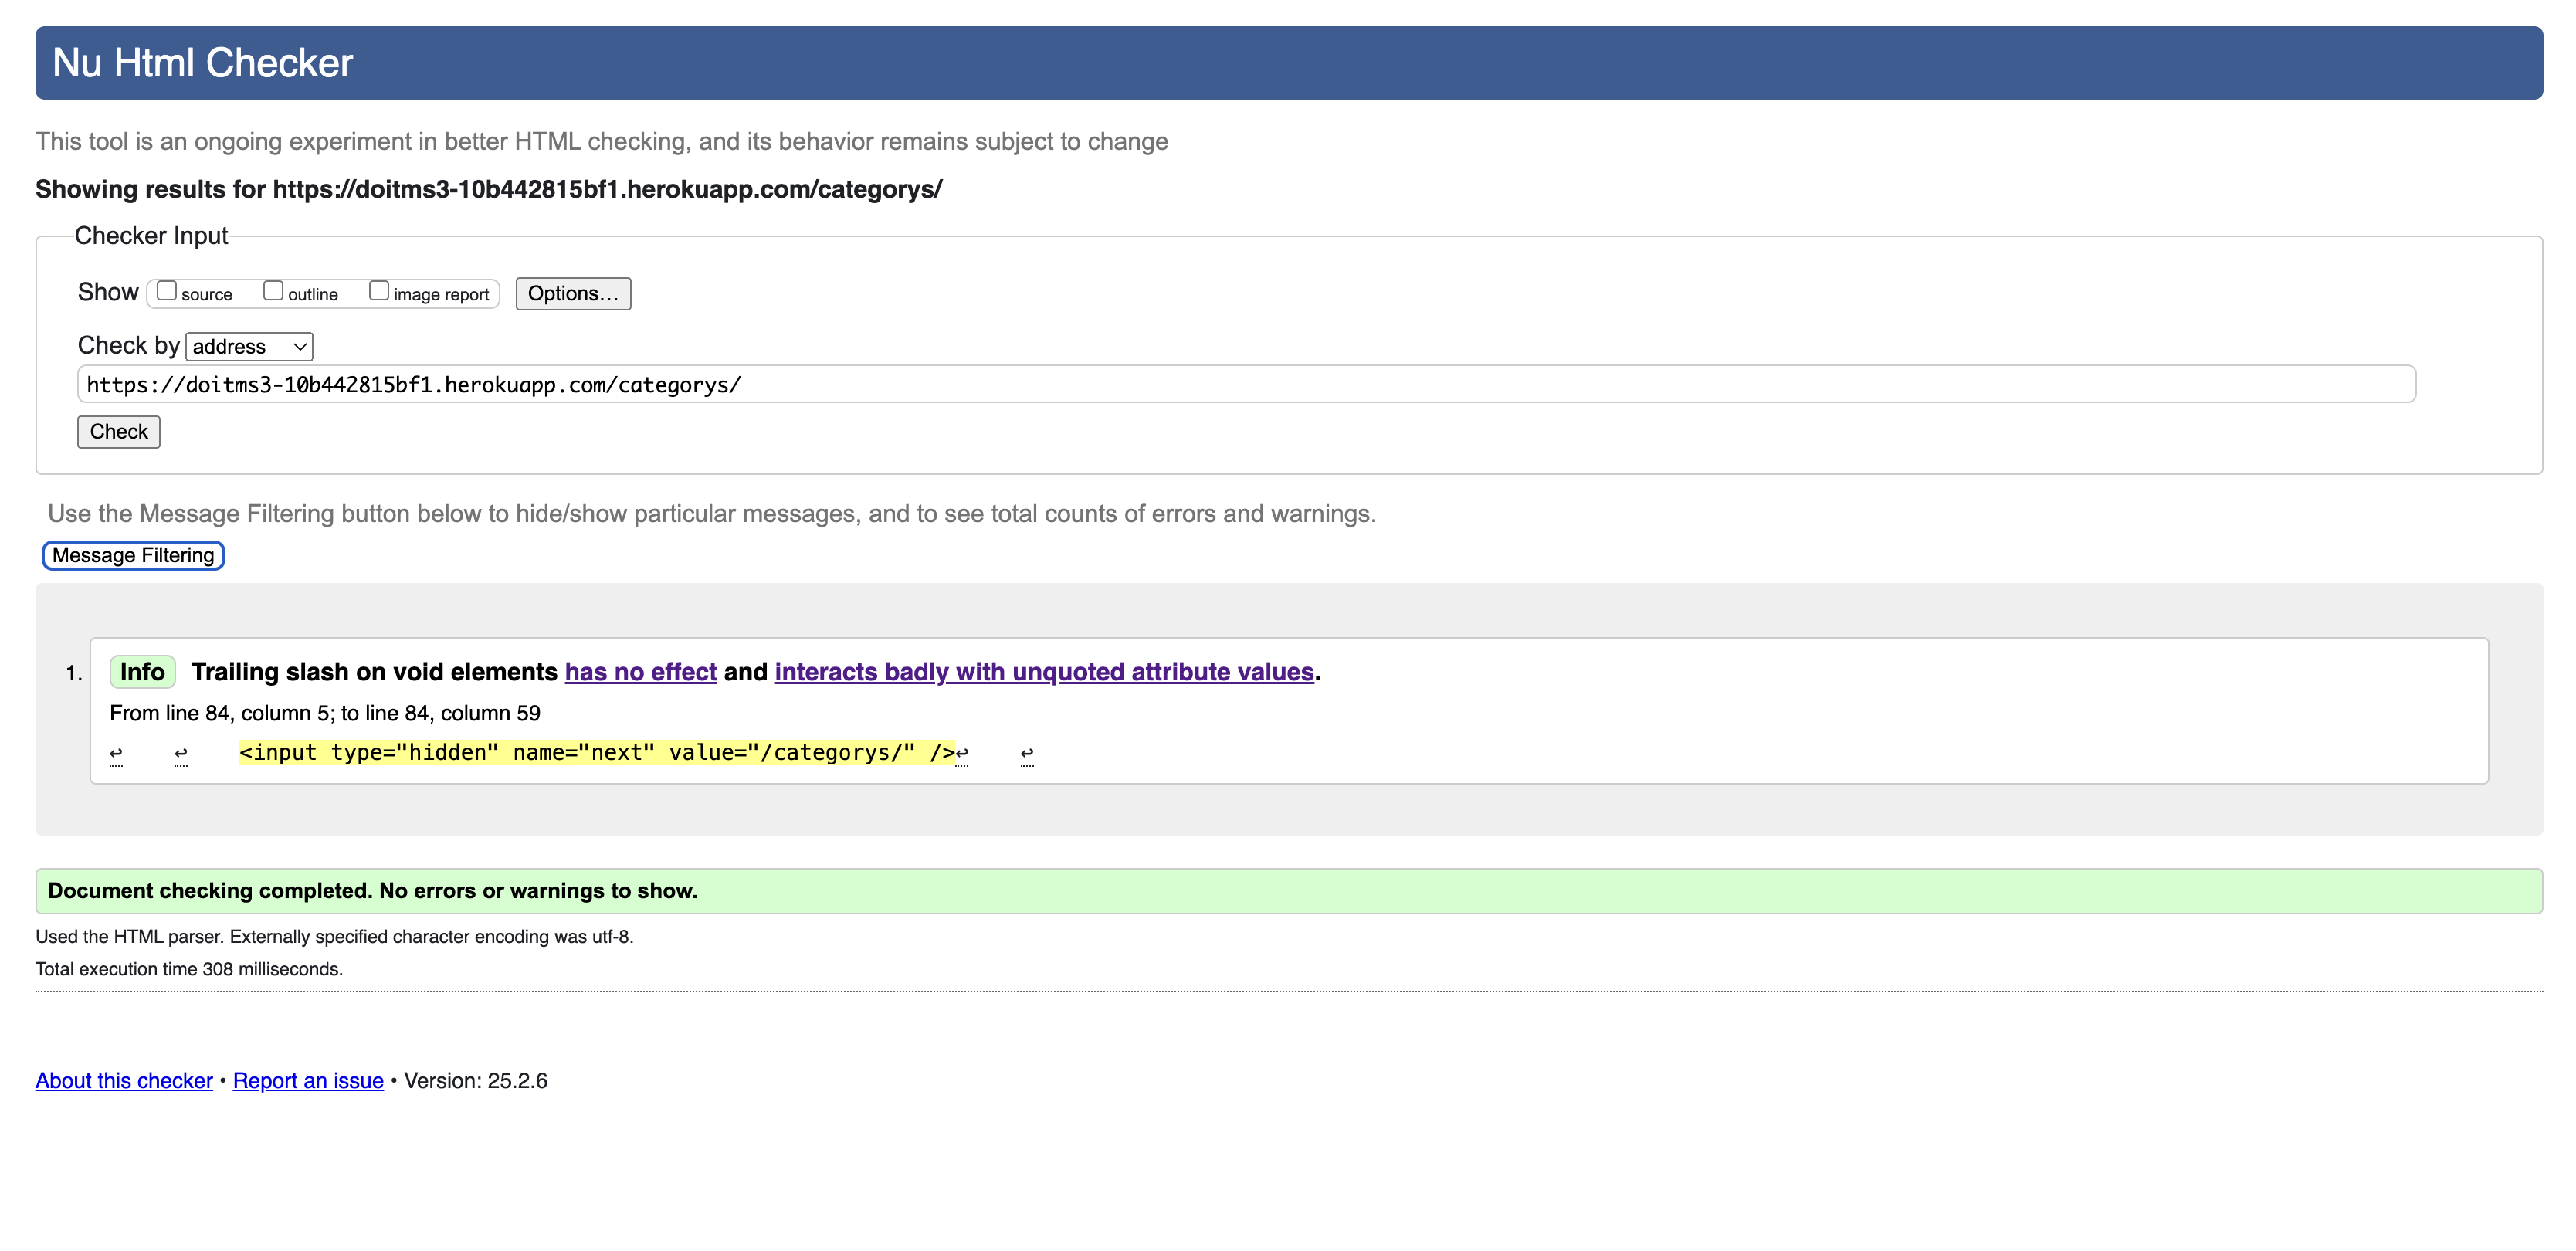 Nu Html Checker
This tool is an ongoing experiment in better HTML checking, and its behavior remains subject to change
Showing results for https://doitms3-10b442815bf1.herokuapp.com/categorys/
Checker Input
Show source outline image report Options...
Check by address
https://doitms3-10b442815bf1.herokuapp.com/categorys/
Check
Use the Message Filtering button below to hide/show particular messages, and to see total counts of errors and warnings.
Message Filtering
1. Info Trailing slash on void elements has no effect and interacts badly with unquoted attribute values.
From line 84, column 5; to line 84, column 59
↩ ↩ <input type="hidden" name="next" value="/categorys/" />↩ ↩
Document checking completed. No errors or warnings to show.
Used the HTML parser. Externally specified character encoding was utf-8.
Total execution time 308 milliseconds.
About this checker • Report an issue • Version: 25.2.6